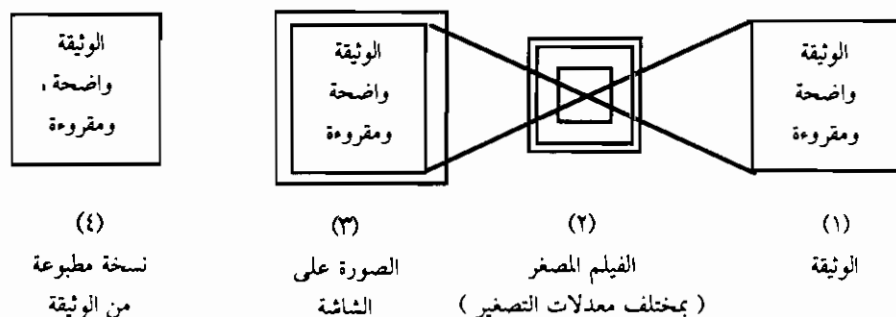 الوثيقة
واضحة
ومقروءة
(١)
الوثيقة
(٢)
الفيلم المصغر
( بمختلف معدلات التصغير )
الوثيقة
واضحة
ومقروءة
(٣)
الصورة على
الشاشة
الوثيقة
واضحة
ومقروءة
(٤)
نسخة مطبوعة
من الوثيقة